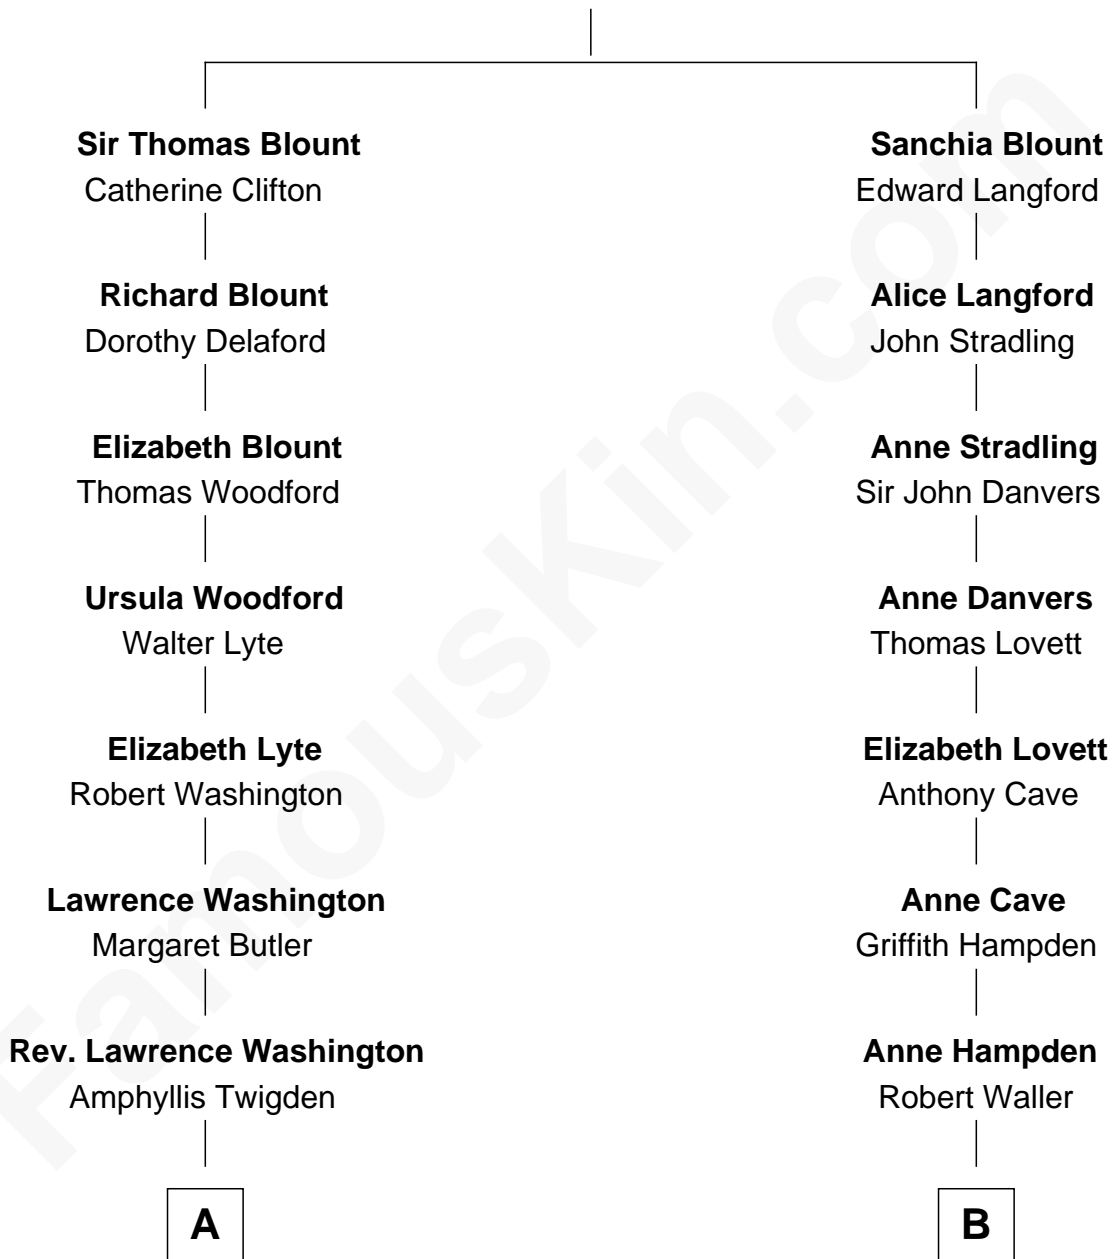 Sir Thomas Blount
Catherine Clifton
Richard Blount
Dorothy Delaford
Elizabeth Blount
Thomas Woodford
Ursula Woodford
Walter Lyte
Elizabeth Lyte
Robert Washington
Lawrence Washington
Margaret Butler
Rev. Lawrence Washington
Amphyllis Twigden
A
Sanchia Blount
Edward Langford
Alice Langford
John Stradling
Anne Stradling
Sir John Danvers
Anne Danvers
Thomas Lovett
Elizabeth Lovett
Anthony Cave
Anne Cave
Griffith Hampden
Anne Hampden
Robert Waller
B
FamousKin.com